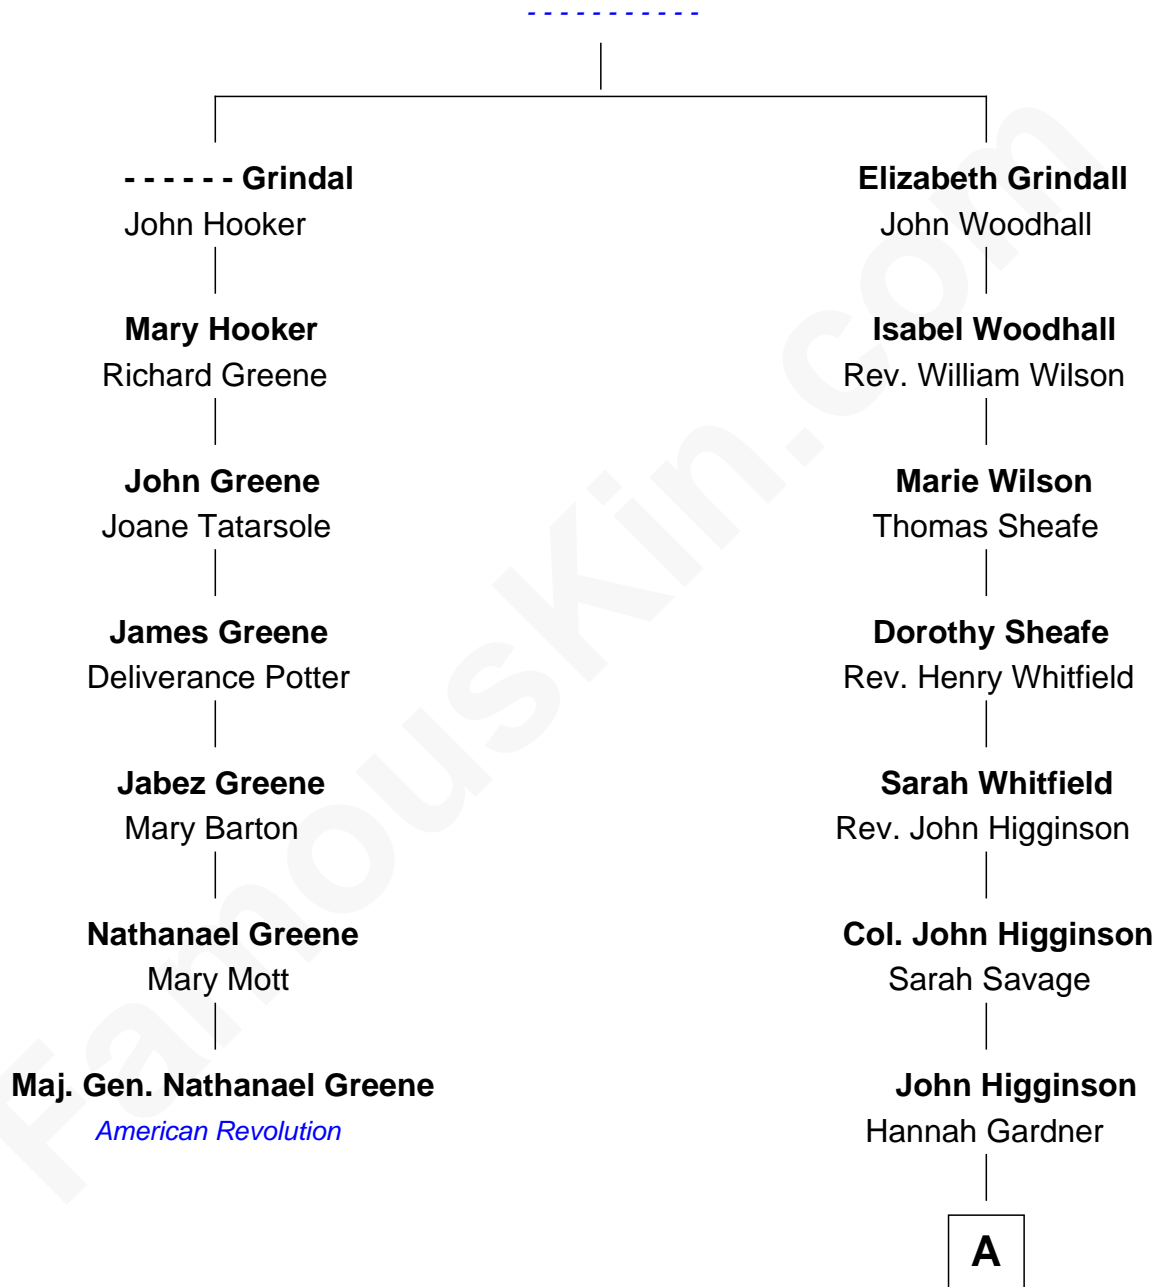 - - - - - - - - - - -
- - - - - - Grindal
John Hooker
Mary Hooker
Richard Greene
John Greene
Joane Tatarsole
James Greene
Deliverance Potter
Jabez Greene
Mary Barton
Nathanael Greene
Mary Mott
Maj. Gen. Nathanael Greene
American Revolution
Elizabeth Grindall
John Woodhall
Isabel Woodhall
Rev. William Wilson
Marie Wilson
Thomas Sheafe
Dorothy Sheafe
Rev. Henry Whitfield
Sarah Whitfield
Rev. John Higginson
Col. John Higginson
Sarah Savage
John Higginson
Hannah Gardner
A
FamousKin.com